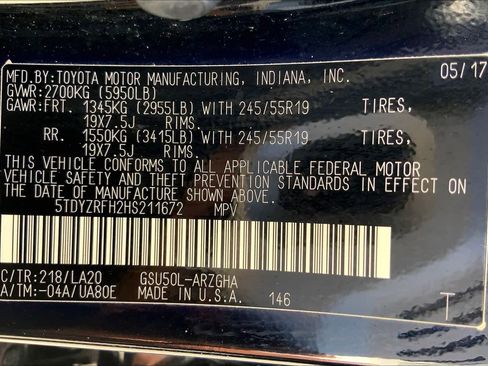 MFD.BY:TOYOTA MOTOR MANUFACTURING, INDIANA, INC. 05/17
GVWR:2700KG (5950LB)
GAWR:FRT. 1345KG (2955LB) WITH 245/55R19 TIRES,
19X7.5J RIMS.
RR. 1550KG (3415LB) WITH 245/55R19 TIRES,
19X7.5J RIMS.
THIS VEHICLE CONFORMS TO ALL APPLICABLE FEDERAL MOTOR
VEHICLE SAFETY AND THEFT PREVENTION STANDARDS IN EFFECT ON
THE DATE OF MANUFACTURE SHOWN ABOVE.
5TDYZRFH2HS211672 MPV
C/TR:218/LA20 GSU50L-ARZGHA
A/TM:-04A/UA80E MADE IN U.S.A. 146 T